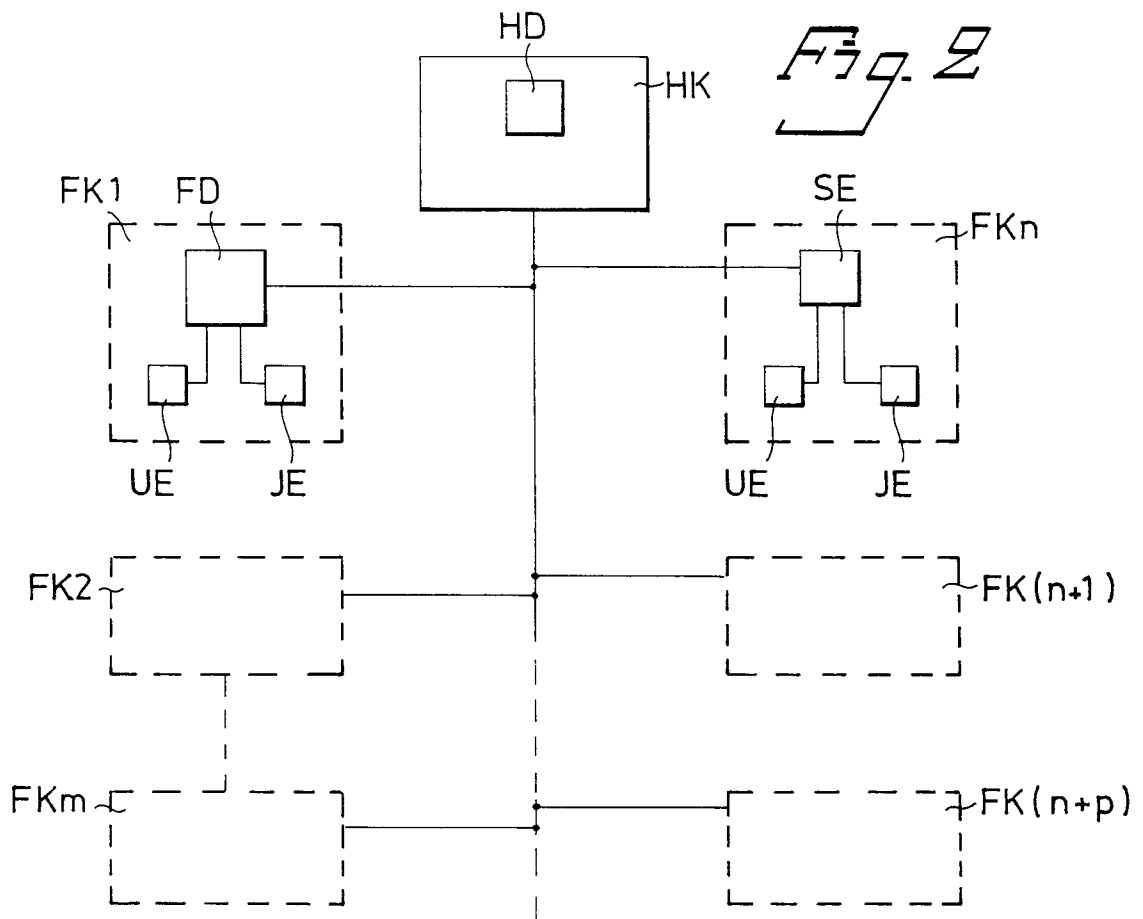 HD
Fig. 2
HK
FK1
FD
SE
FKn
UE
JE
UE
JE
FK2
FK(n+1)
FKm
FK(n+p)